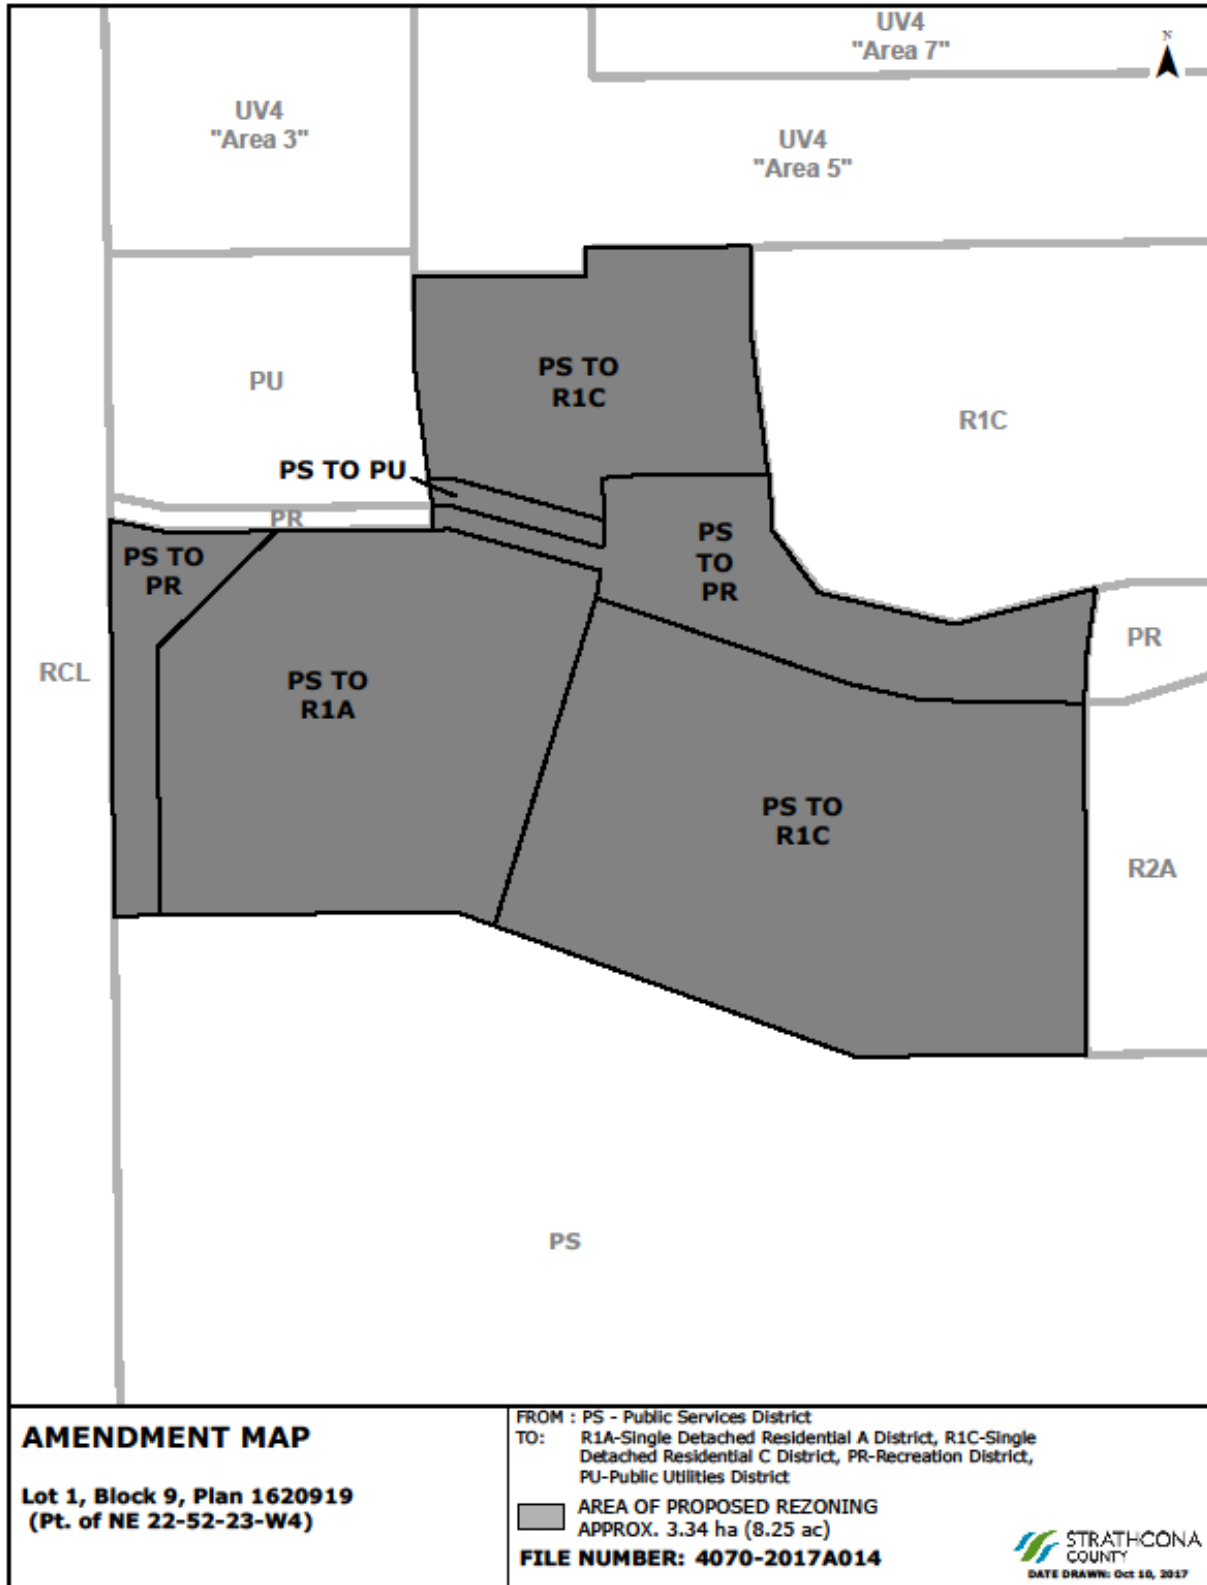 UV4
"Area 7"
N
UV4
"Area 3"
UV4
"Area 5"
PS TO
R1C
PU
R1C
PS TO PU
PR
PS TO
PR
PS
TO
PR
PR
RCL
PS TO
R1A
PS TO
R1C
R2A
PS
AMENDMENT MAP
Lot 1, Block 9, Plan 1620919
(Pt. of NE 22-52-23-W4)
FROM : PS - Public Services District
TO: R1A-Single Detached Residential A District, R1C-Single
Detached Residential C District, PR-Recreation District,
PU-Public Utilities District
AREA OF PROPOSED REZONING
APPROX. 3.34 ha (8.25 ac)
FILE NUMBER: 4070-2017A014
STRATHCONA
COUNTY
DATE DRAWN: Oct 10, 2017